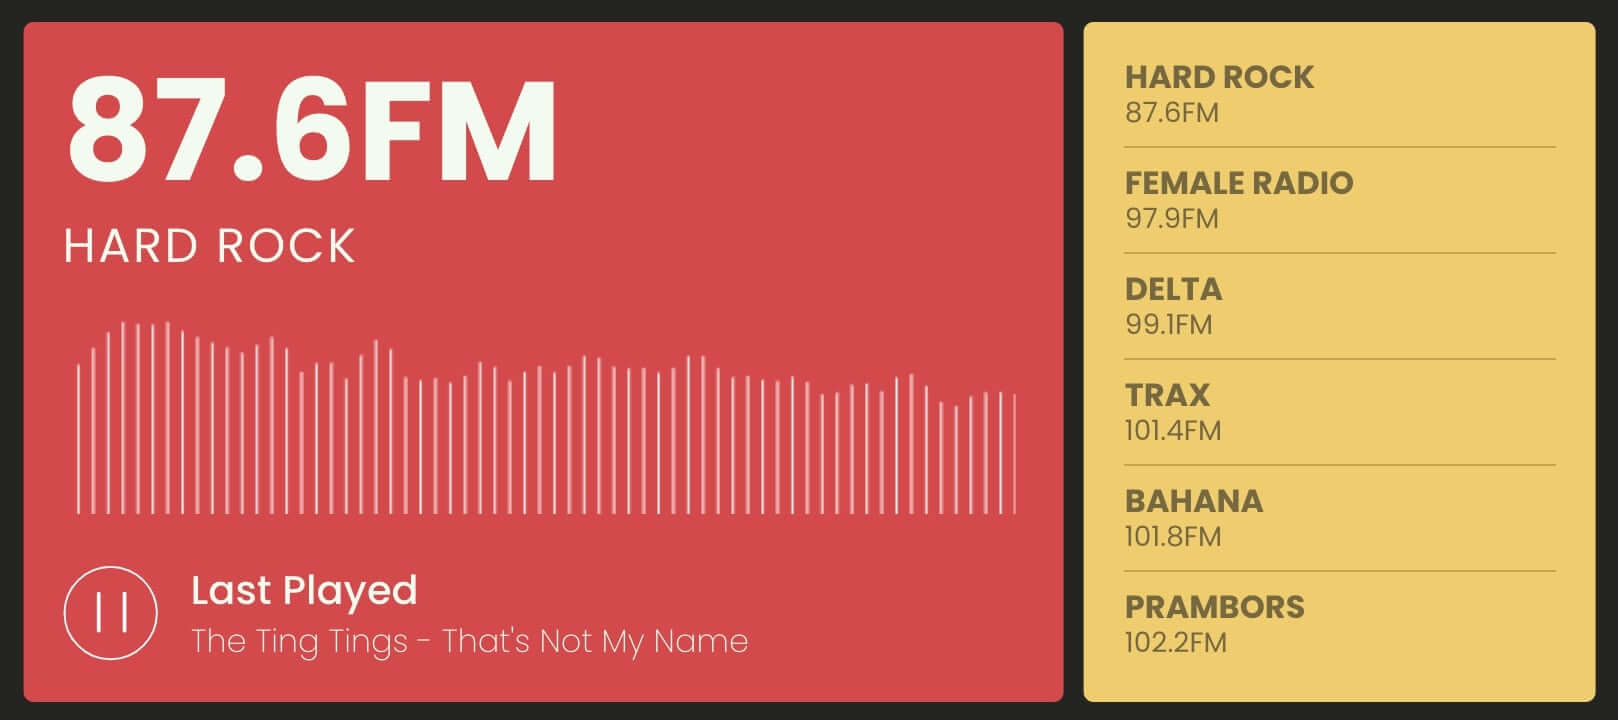 87.6FM
HARD ROCK
Last Played
The Ting Tings - That's Not My Name
HARD ROCK
87.6FM
FEMALE RADIO
97.9FM
DELTA
99.1FM
TRAX
101.4FM
BAHANA
101.8FM
PRAMBORS
102.2FM